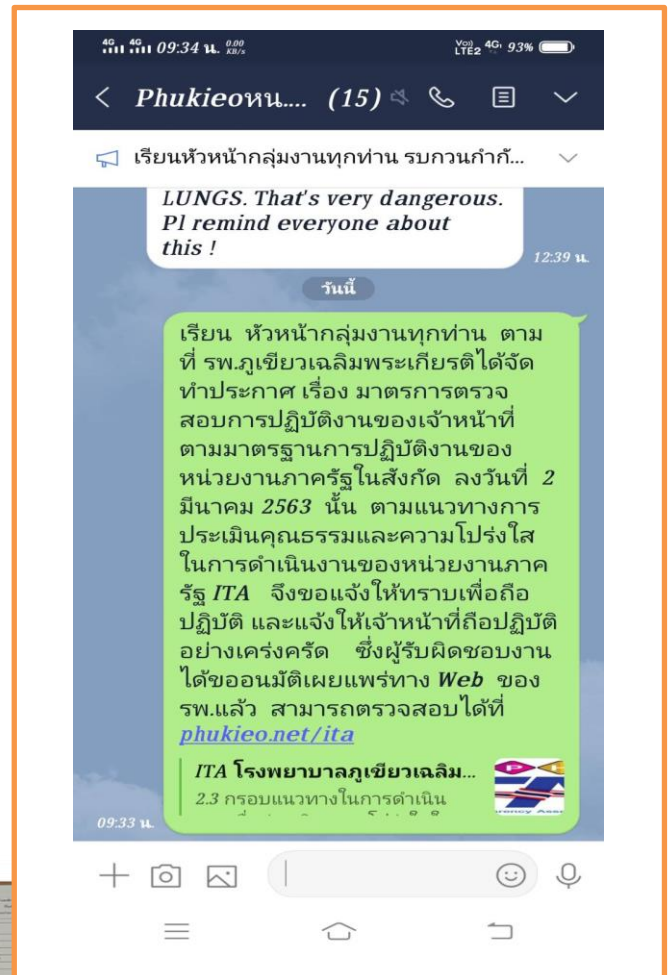 4G 4G 09:34 น. 0.00 KB/s Vo)) LTE2 4G 93%
Phukieoหน.... (15)
เรียนหัวหน้ากลุ่มงานทุกท่าน รบกวนกำกั...
LUNGS. That's very dangerous.
Pl remind everyone about
this !
12:39 น.
วันนี้
เรียน หัวหน้ากลุ่มงานทุกท่าน ตาม
ที่ รพ.ภูเขียวเฉลิมพระเกียรติได้จัด
ทำประกาศ เรื่อง มาตรการตรวจ
สอบการปฏิบัติงานของเจ้าหน้าที่
ตามมาตรฐานการปฏิบัติงานของ
หน่วยงานภาครัฐในสังกัด ลงวันที่ 2
มีนาคม 2563 นั้น ตามแนวทางการ
ประเมินคุณธรรมและความโปร่งใส
ในการดำเนินงานของหน่วยงานภาค
รัฐ ITA จึงขอแจ้งให้ทราบเพื่อถือ
ปฏิบัติ และแจ้งให้เจ้าหน้าที่ถือปฏิบัติ
อย่างเคร่งครัด ซึ่งผู้รับผิดชอบงาน
ได้ขออนมัติเผยแพร่ทาง Web ของ
รพ.แล้ว สามารถตรวจสอบได้ที่
phukieo.net/ita
ITA โรงพยาบาลภูเขียวเฉลิม...
2.3 กรอบแนวทางในการดำเนิน
09:33 น.